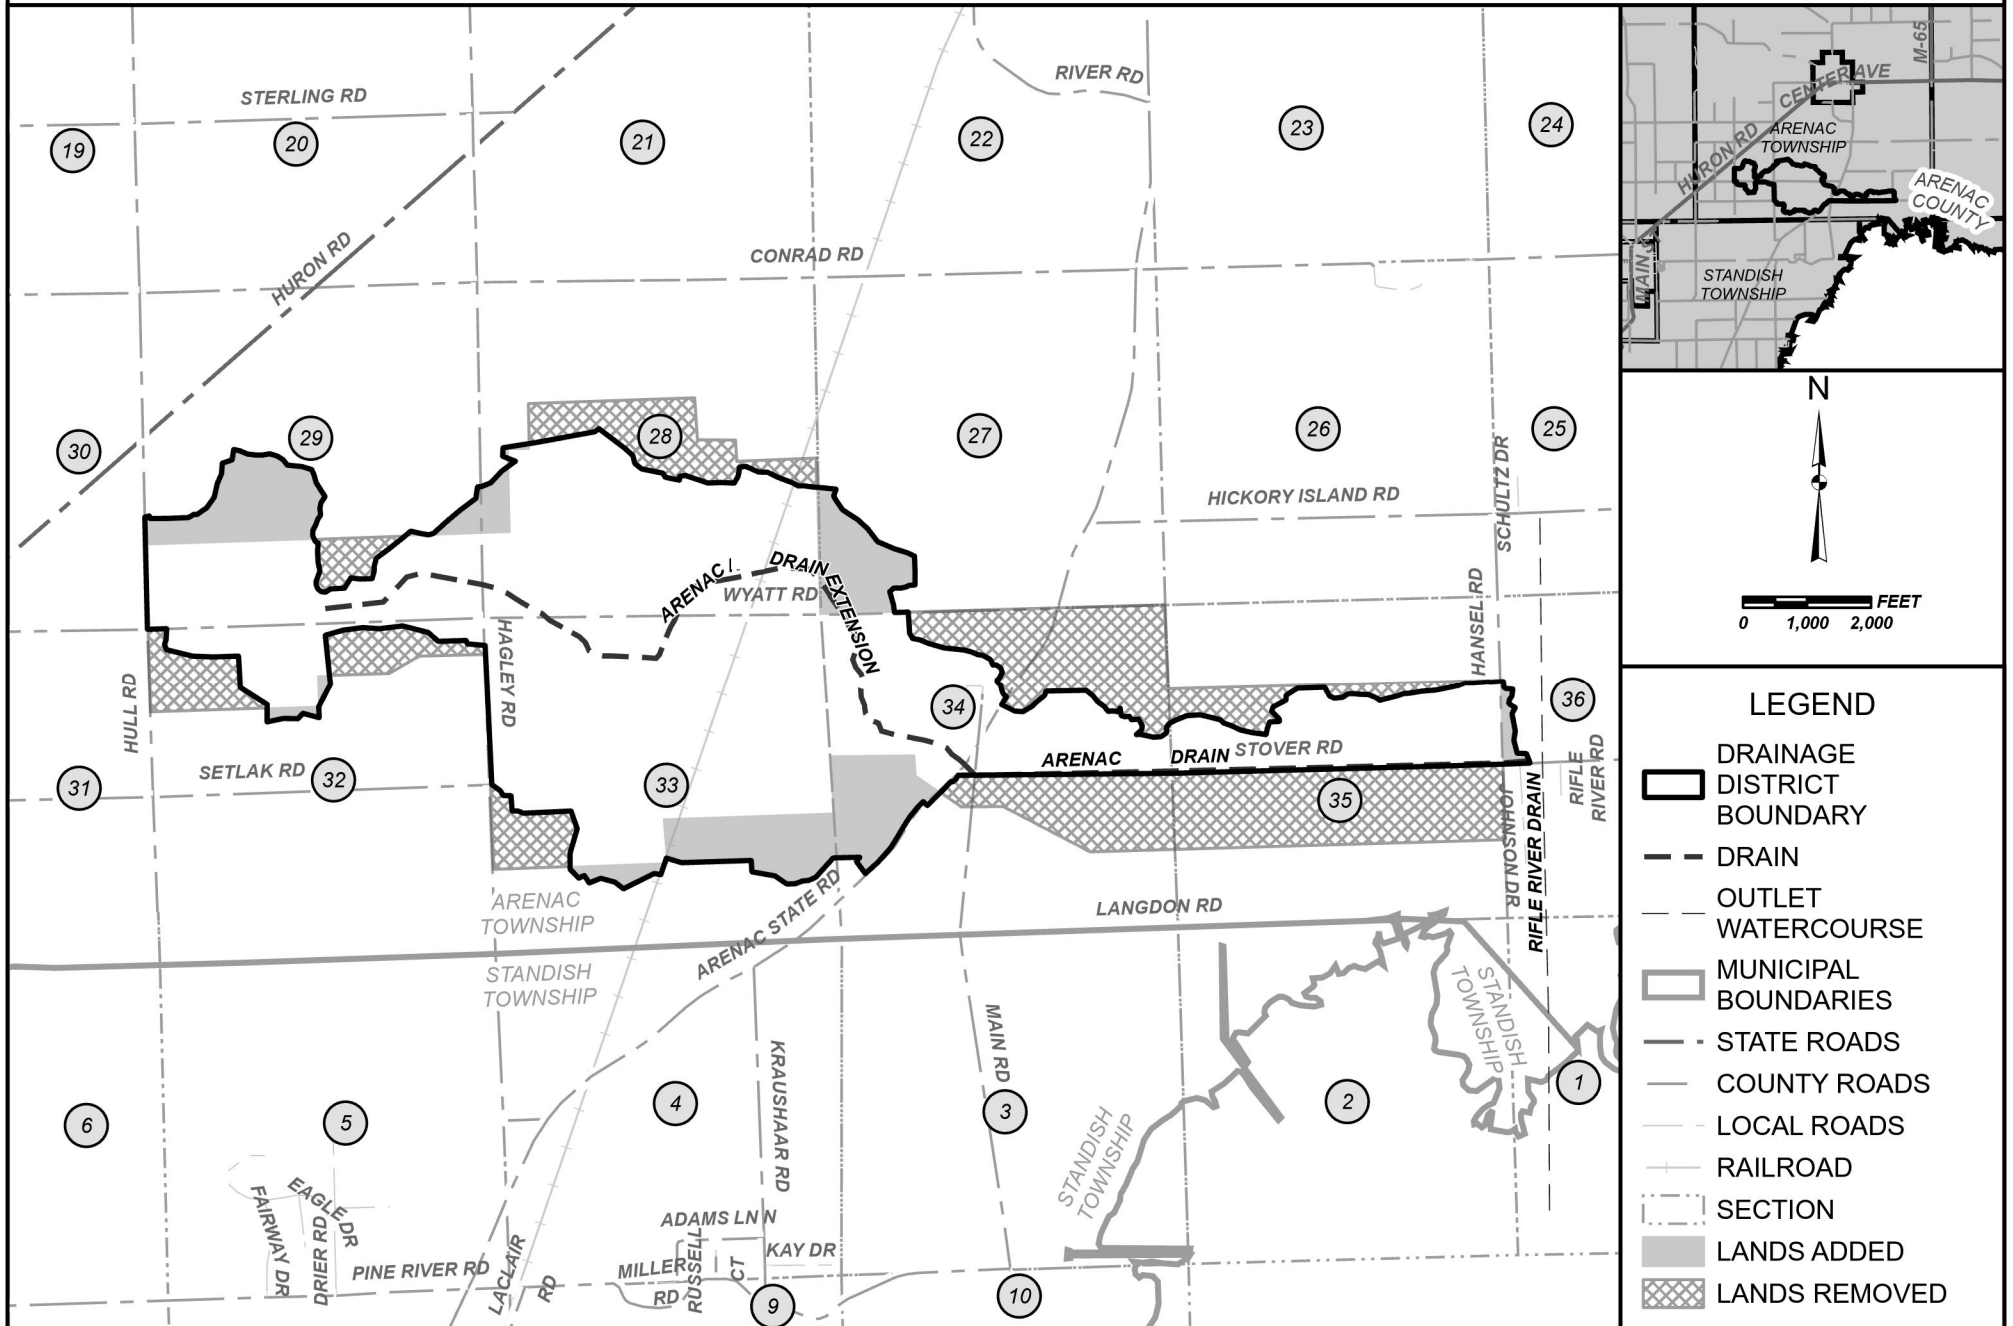 STERLING RD
RIVER RD
19
20
21
22
23
24
HURON RD
CONRAD RD
30
29
28
27
26
25
HICKORY ISLAND RD
SCHULTZ DR
ARENAC
DRAIN EXTENSION
WYATT RD
HAGLEY RD
HULL RD
HANSEL RD
34
36
ARENAC DRAIN
STOVER RD
RIFLE
RIVER RD
31
SETLAK RD
32
33
35
JOHNSON RD
RIFLE RIVER DRAIN
ARENAC
TOWNSHIP
ARENAC STATE RD
LANGDON RD
STANDISH
TOWNSHIP
STANDISH
TOWNSHIP
MAIN RD
KRAUSHAAR RD
6
5
4
3
2
1
STANDISH
TOWNSHIP
EAGLE DR
FAIRWAY DR
DRIER RD
PINE RIVER RD
LACLAIR
RD
ADAMS LN N
MILLER
RD
RUSSELL
CT
KAY DR
9
10
M-65
CENTER AVE
HURON RD
ARENAC
TOWNSHIP
ARENAC
COUNTY
MAIN S
STANDISH
TOWNSHIP
N
FEET
0 1,000 2,000
LEGEND
DRAINAGE
DISTRICT
BOUNDARY
DRAIN
OUTLET
WATERCOURSE
MUNICIPAL
BOUNDARIES
STATE ROADS
COUNTY ROADS
LOCAL ROADS
RAILROAD
SECTION
LANDS ADDED
LANDS REMOVED